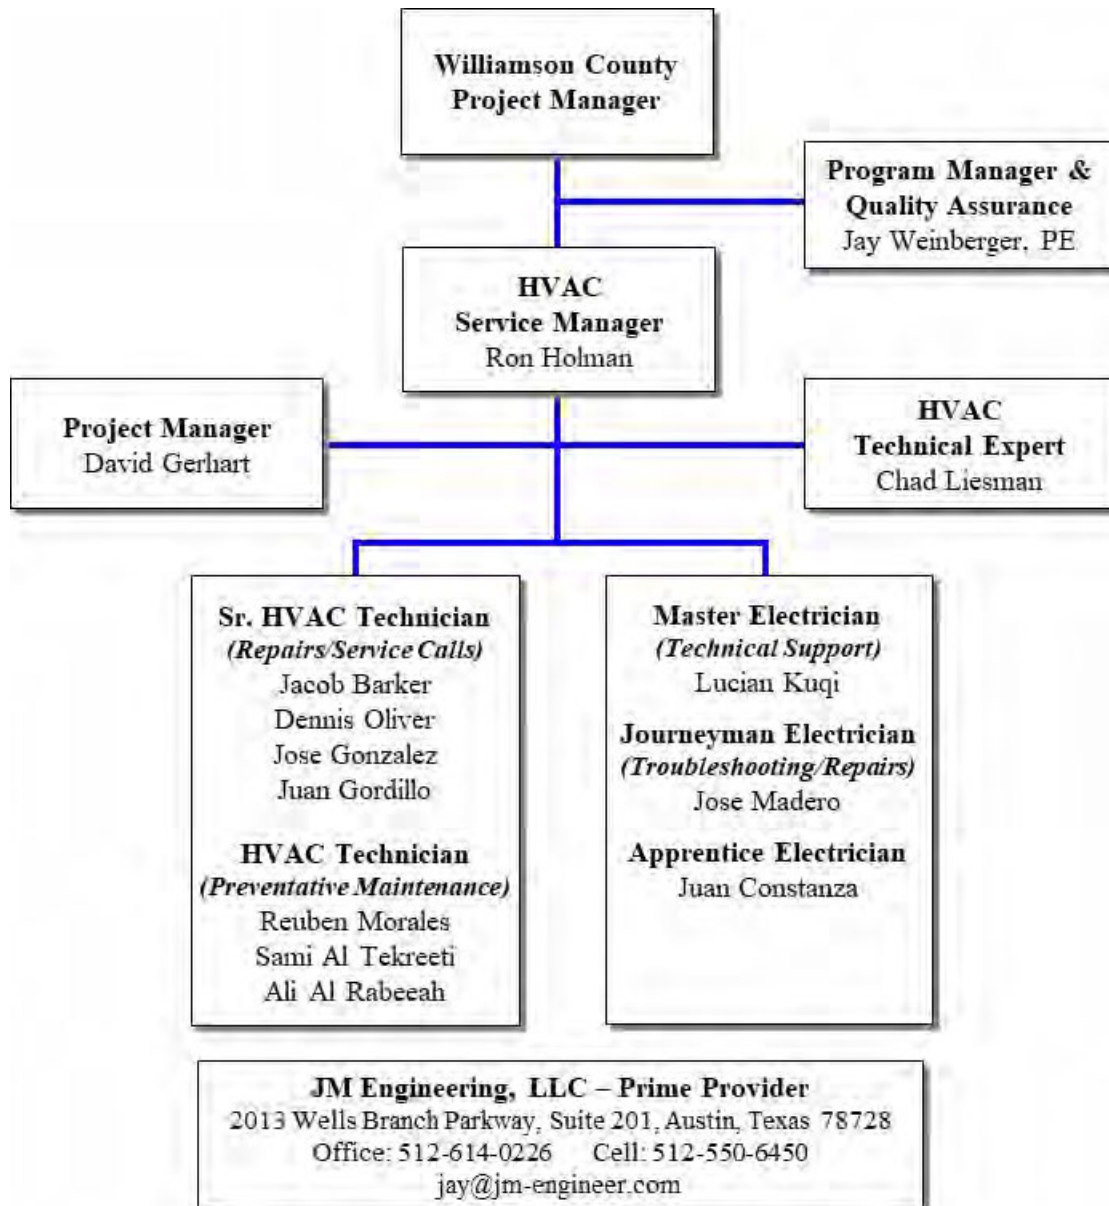 Williamson County
Project Manager
Program Manager &
Quality Assurance
Jay Weinberger, PE
HVAC
Service Manager
Ron Holman
Project Manager
David Gerhart
HVAC
Technical Expert
Chad Liesman
Sr. HVAC Technician
(Repairs/Service Calls)
Jacob Barker
Dennis Oliver
Jose Gonzalez
Juan Gordillo
HVAC Technician
(Preventative Maintenance)
Reuben Morales
Sami Al Tekreeti
Ali Al Rabeeah
Master Electrician
(Technical Support)
Lucian Kuqi
Journeyman Electrician
(Troubleshooting/Repairs)
Jose Madero
Apprentice Electrician
Juan Constanza
JM Engineering, LLC – Prime Provider
2013 Wells Branch Parkway, Suite 201, Austin, Texas 78728
Office: 512-614-0226 Cell: 512-550-6450
jay@jm-engineer.com